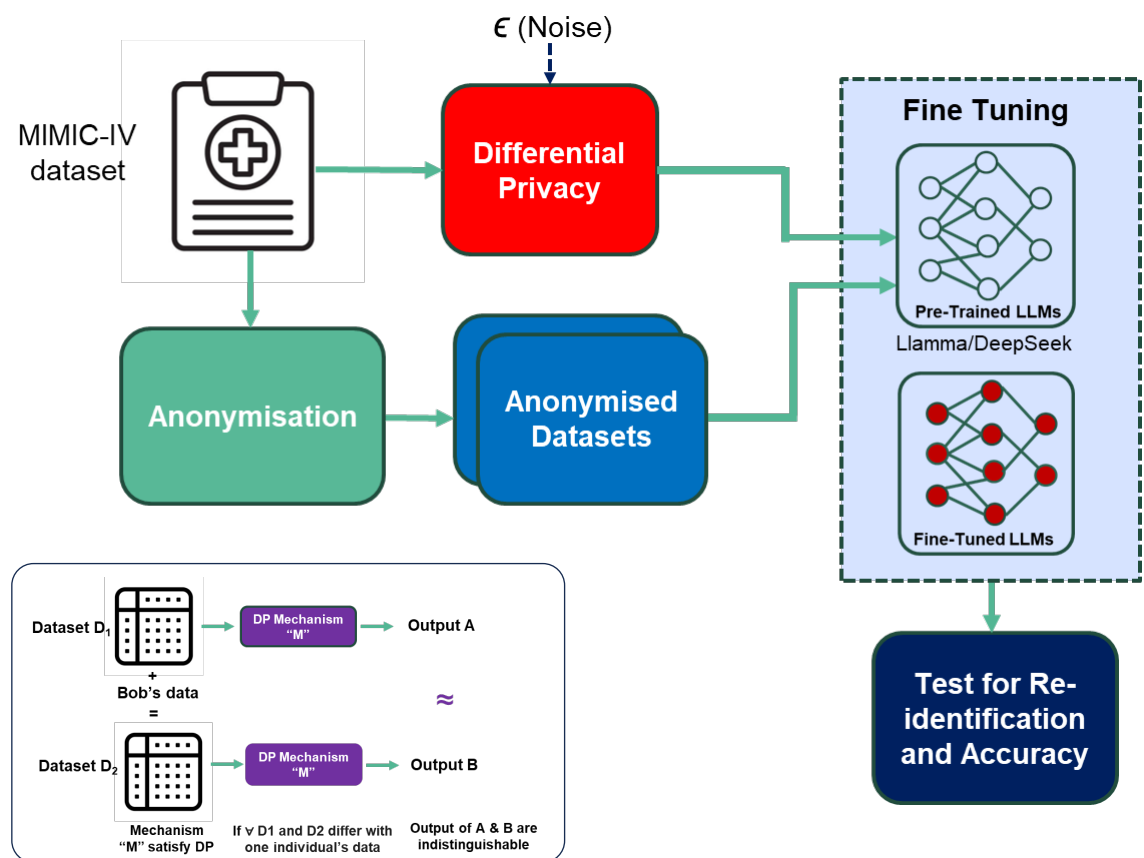 ϵ (Noise)
MIMIC-IV
dataset
Differential
Privacy
Fine Tuning
Pre-Trained LLMs
Llamma/DeepSeek
Anonymisation
Anonymised
Datasets
Fine-Tuned LLMs
Test for Re-
identification
and Accuracy
Dataset D₁
DP Mechanism
“M”
Output A
+
Bob’s data
=
≈
Dataset D₂
DP Mechanism
“M”
Output B
Mechanism
“M” satisfy DP
If ∀ D1 and D2 differ with
one individual’s data
Output of A & B are
indistinguishable